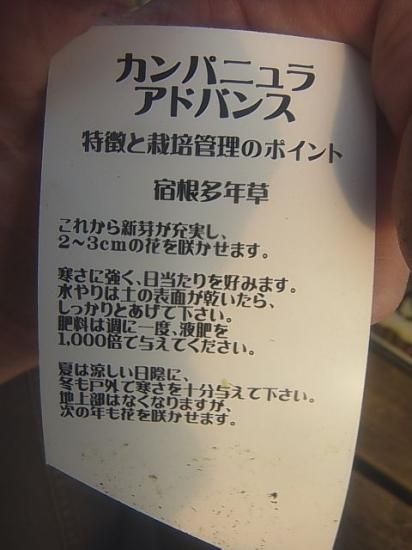 カンパニュラ
アドバンス
特徴と栽培管理のポイント
宿根多年草
これから新芽が充実し、
2～3cmの花を咲かせます。
寒さに強く、日当たりを好みます。
水やりは土の表面が乾いたら、
しっかりとあげて下さい。
肥料は週に一度、液肥を
1,000倍で与えてください。
夏は涼しい日陰に、
冬も戸外で寒さを十分与えて下さい。
地上部はなくなりますが、
次の年も花を咲かせます。